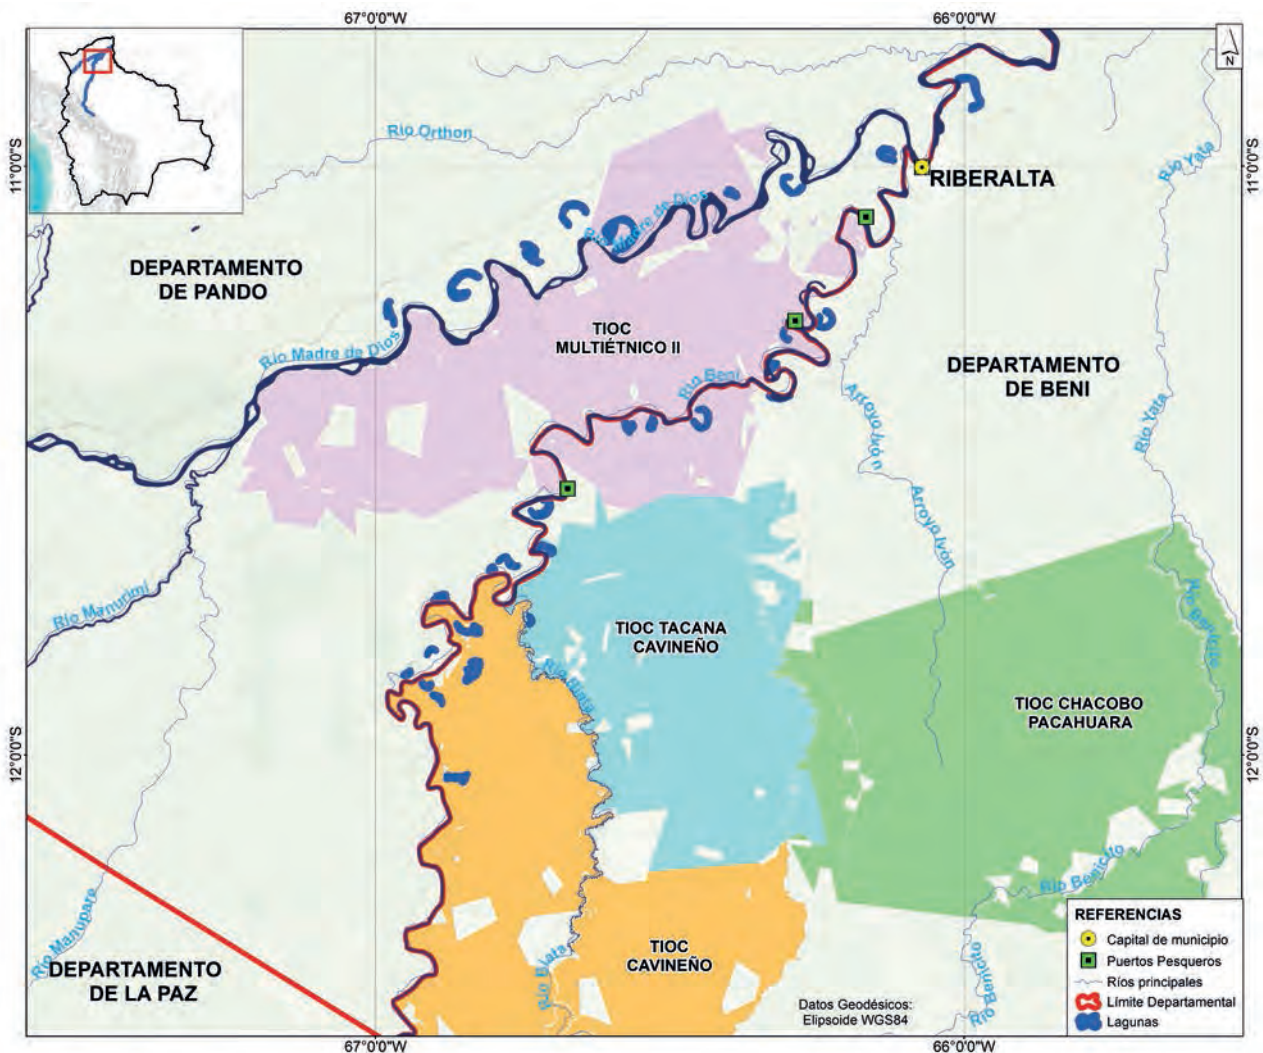 67°0'0"W
66°0'0"W
N
Río Orthon
11°0'0"S
11°0'0"S
Río Yata
RIBERALTA
Río Madre de Dios
DEPARTAMENTO
DE PANDO
TIOC
MULTIÉTNICO II
Río Madre de Dios
DEPARTAMENTO
DE BENI
Río Beni
Arroyo Ivón
Río Yata
Arroyo Ivón
Río Manurimi
TIOC TACANA
CAVINEÑO
Río Benicito
Río Biata
TIOC CHACOBO
PACAHUARA
12°0'0"S
12°0'0"S
Río Benicito
Río Manupare
DEPARTAMENTO
DE LA PAZ
TIOC
CAVINEÑO
Río Biata
Río Benicito
Río
Datos Geodésicos:
Elipsoide WGS84
REFERENCIAS
Capital de municipio
Puertos Pesqueros
Ríos principales
Límite Departamental
Lagunas
67°0'0"W
66°0'0"W